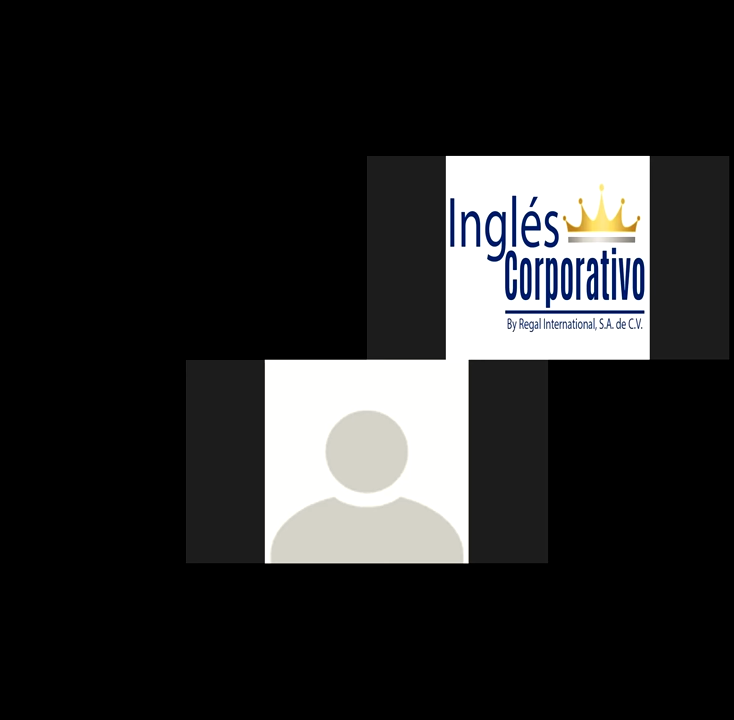 Inglés
Corporativo
By Regal International, S.A. de C.V.